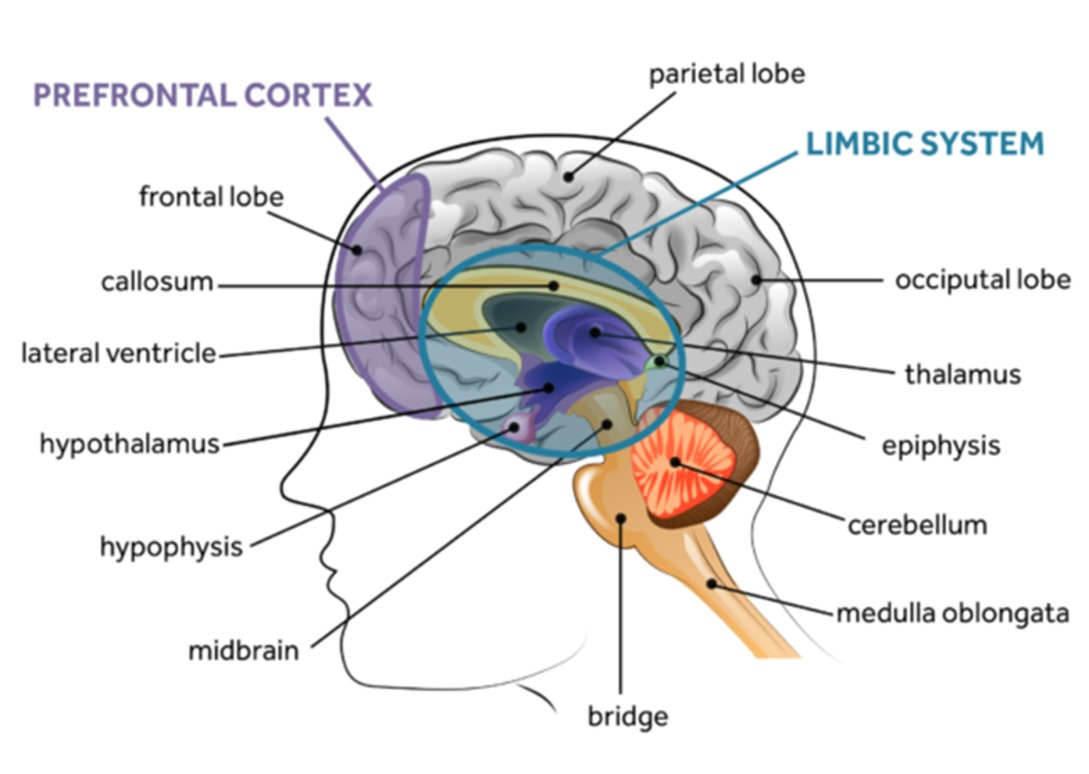 parietal lobe
PREFRONTAL CORTEX
LIMBIC SYSTEM
frontal lobe
callosum
occiputal lobe
lateral ventricle
thalamus
hypothalamus
epiphysis
cerebellum
hypophysis
medulla oblongata
midbrain
bridge